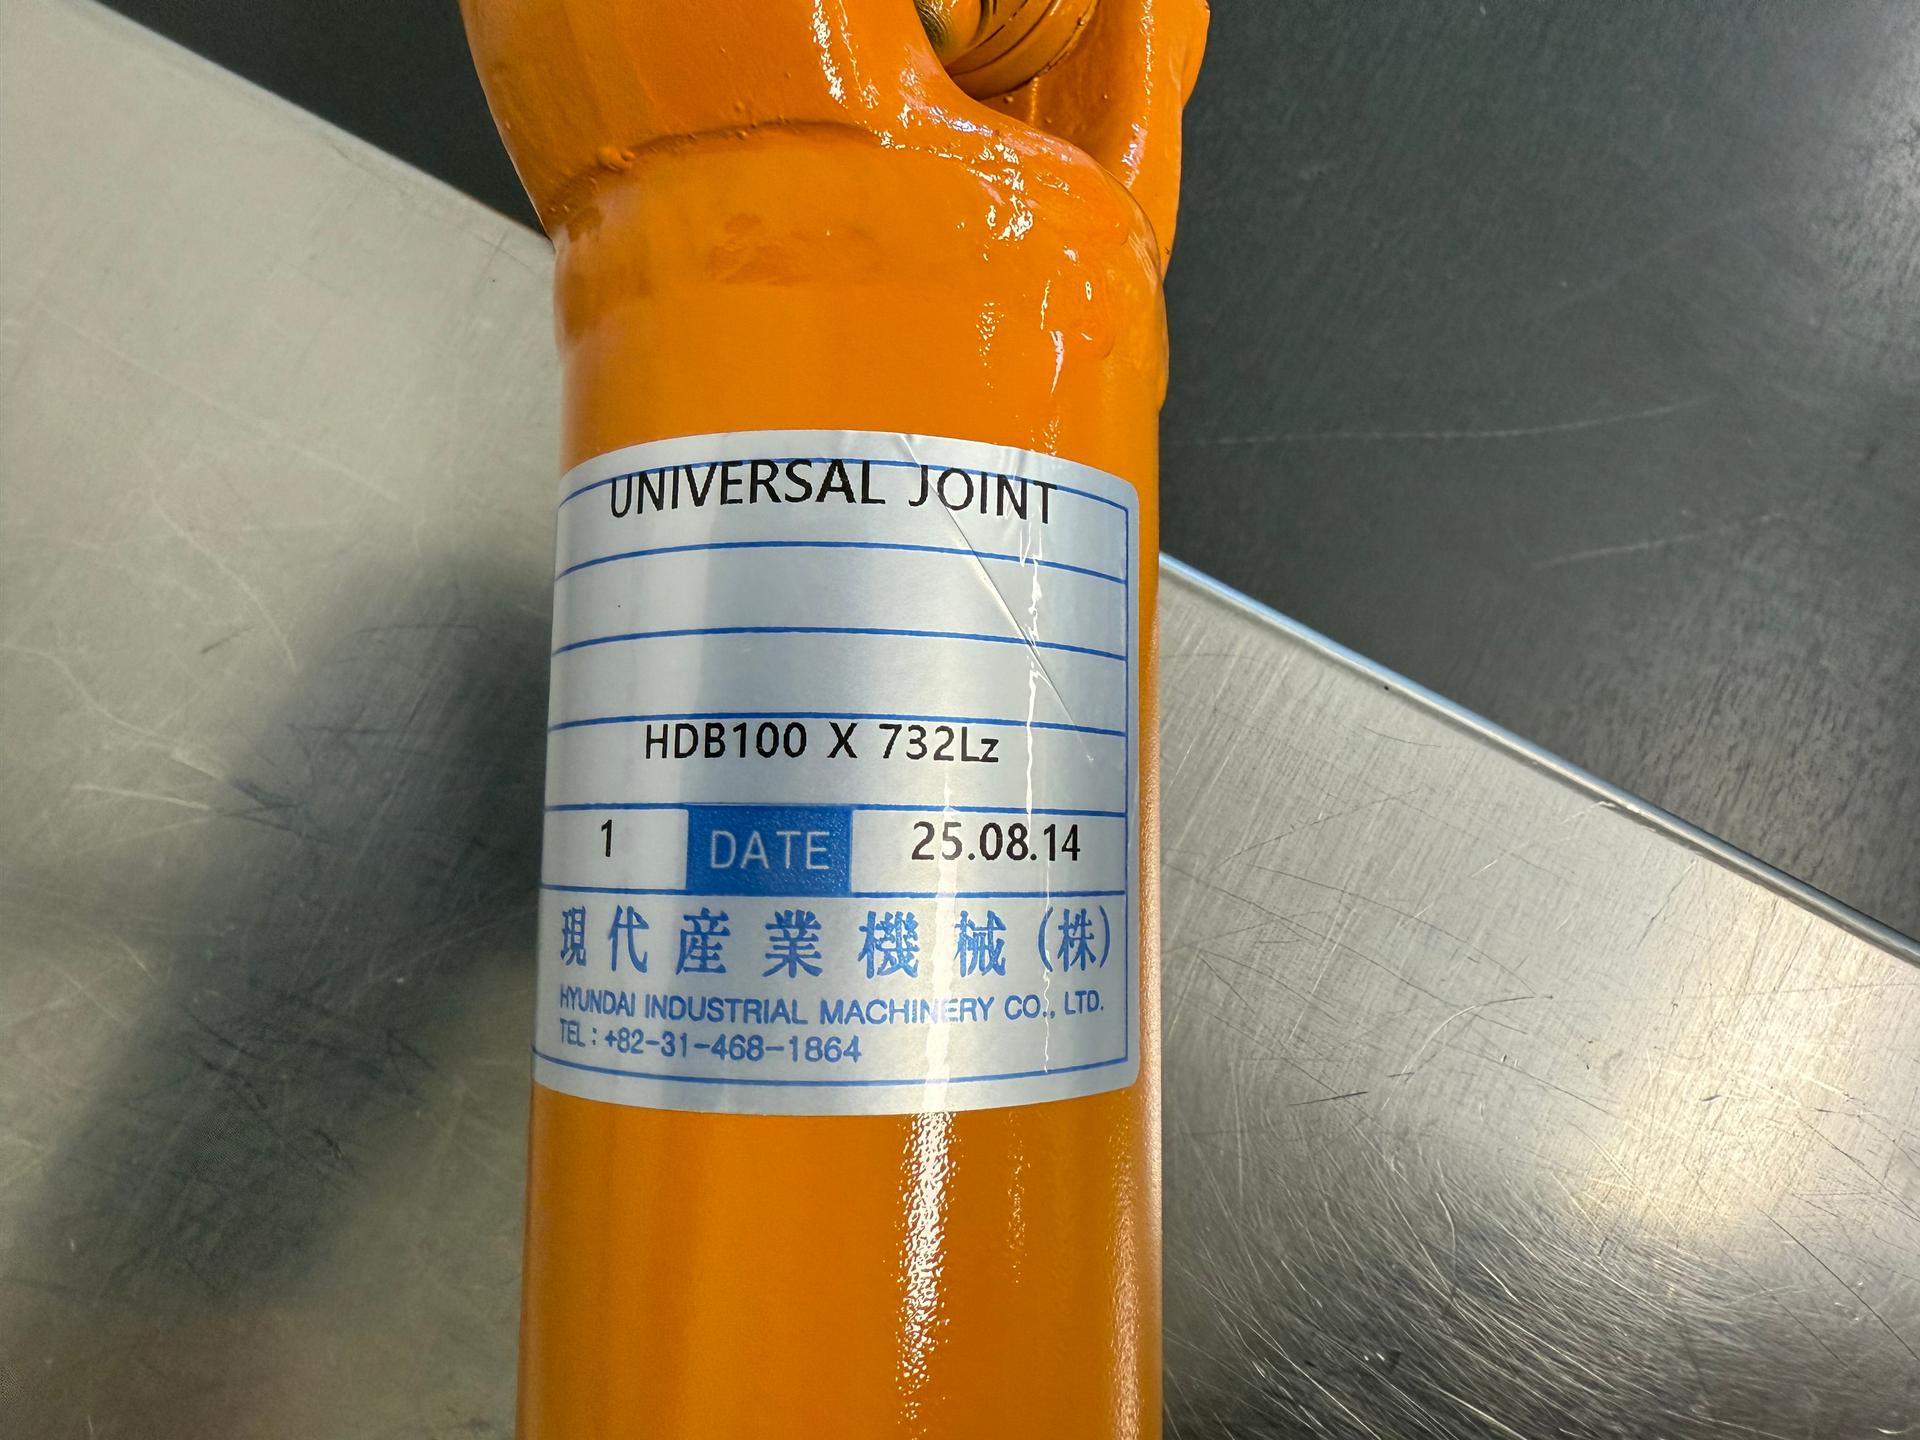 UNIVERSAL JOINT
HDB100 X 732Lz
1 DATE 25.08.14
現代産業機械(株)
HYUNDAI INDUSTRIAL MACHINERY CO., LTD.
TEL : +82-31-468-1864